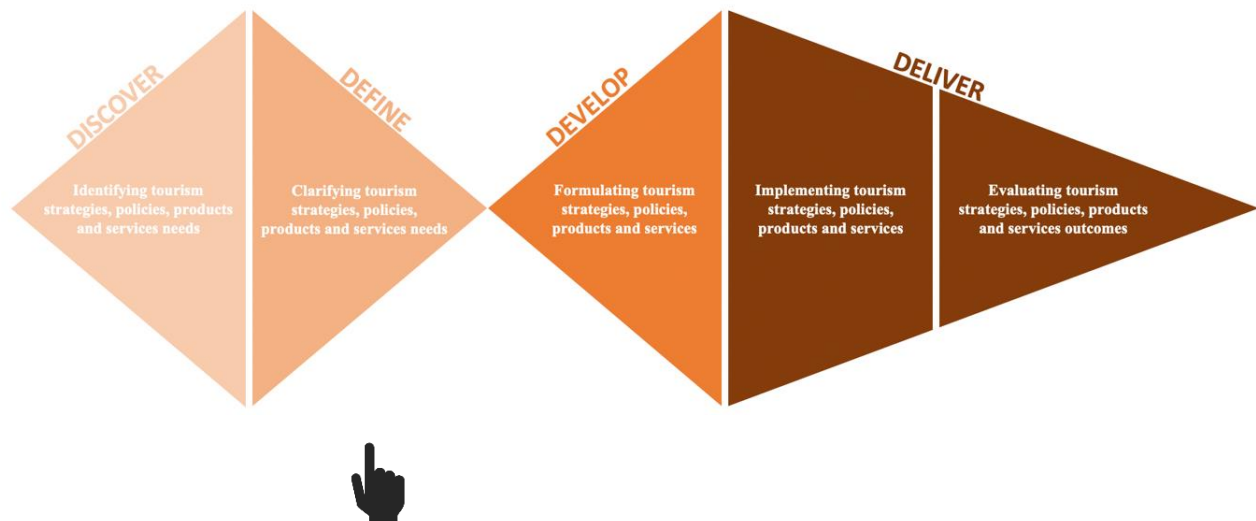 DISCOVER
Identifying tourism
strategies, policies, products
and services needs
DEFINE
Clarifying tourism
strategies, policies,
products and services needs
DEVELOP
Formulating tourism
strategies, policies,
products and services
DELIVER
Implementing tourism
strategies, policies,
products and services
Evaluating tourism
strategies, policies, products
and services outcomes